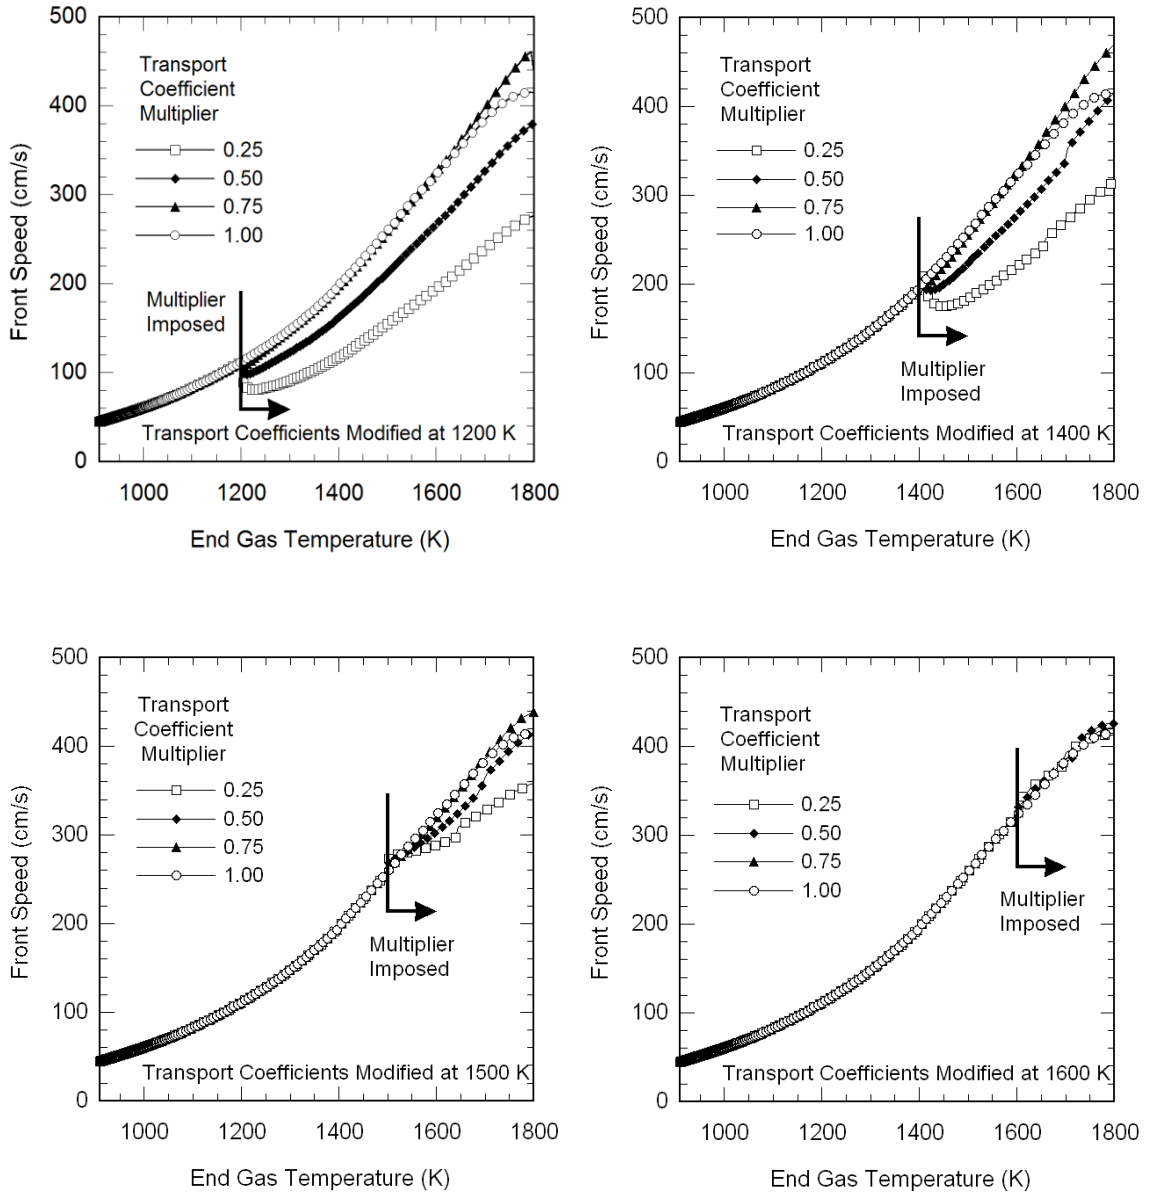 500
400
300
200
100
0
Front Speed (cm/s)
Transport
Coefficient
Multiplier
0.25
0.50
0.75
1.00
Multiplier
Imposed
Transport Coefficients Modified at 1200 K
1000 1200 1400 1600 1800
End Gas Temperature (K)
500
400
300
200
100
0
Front Speed (cm/s)
Transport
Coefficient
Multiplier
0.25
0.50
0.75
1.00
Multiplier
Imposed
Transport Coefficients Modified at 1400 K
1000 1200 1400 1600 1800
End Gas Temperature (K)
500
400
300
200
100
0
Front Speed (cm/s)
Transport
Coefficient
Multiplier
0.25
0.50
0.75
1.00
Multiplier
Imposed
Transport Coefficients Modified at 1500 K
1000 1200 1400 1600 1800
End Gas Temperature (K)
500
400
300
200
100
0
Front Speed (cm/s)
Transport
Coefficient
Multiplier
0.25
0.50
0.75
1.00
Multiplier
Imposed
Transport Coefficients Modified at 1600 K
1000 1200 1400 1600 1800
End Gas Temperature (K)